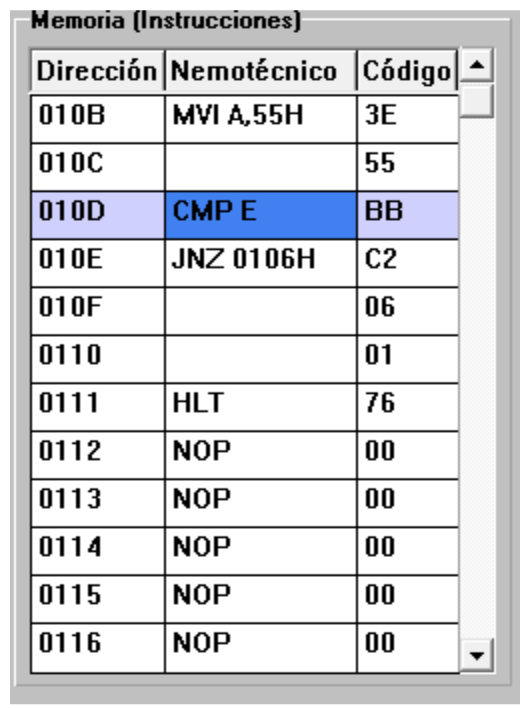 Memoria (Instrucciones)
Dirección Nemotécnico Código
010B MVI A,55H 3E
010C 55
010D CMP E BB
010E JNZ 0106H C2
010F 06
0110 01
0111 HLT 76
0112 NOP 00
0113 NOP 00
0114 NOP 00
0115 NOP 00
0116 NOP 00